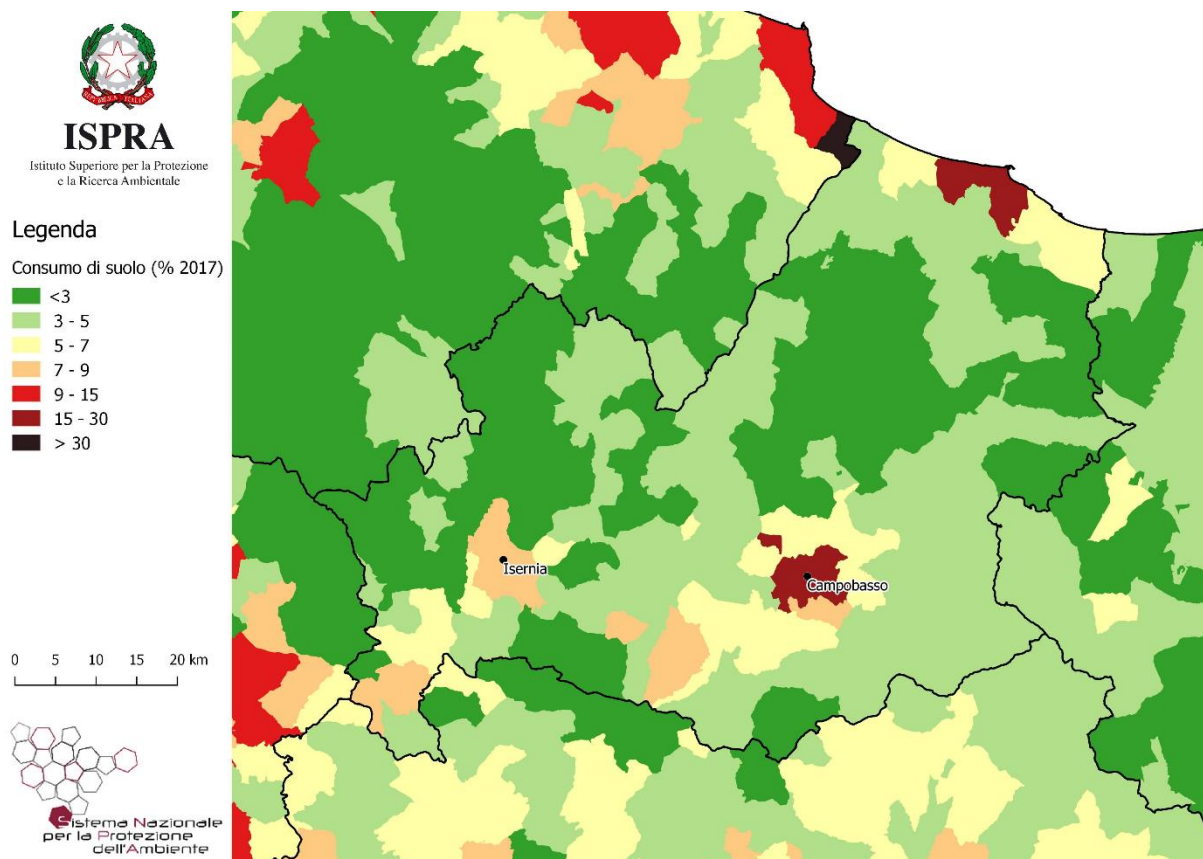 ISPRA
Istituto Superiore per la Protezione
e la Ricerca Ambientale
Legenda
Consumo di suolo (% 2017)
<3
3 - 5
5 - 7
7 - 9
9 - 15
15 - 30
> 30
Isernia
Campobasso
0 5 10 15 20 km
Sistema Nazionale
per la Protezione
dell'Ambiente